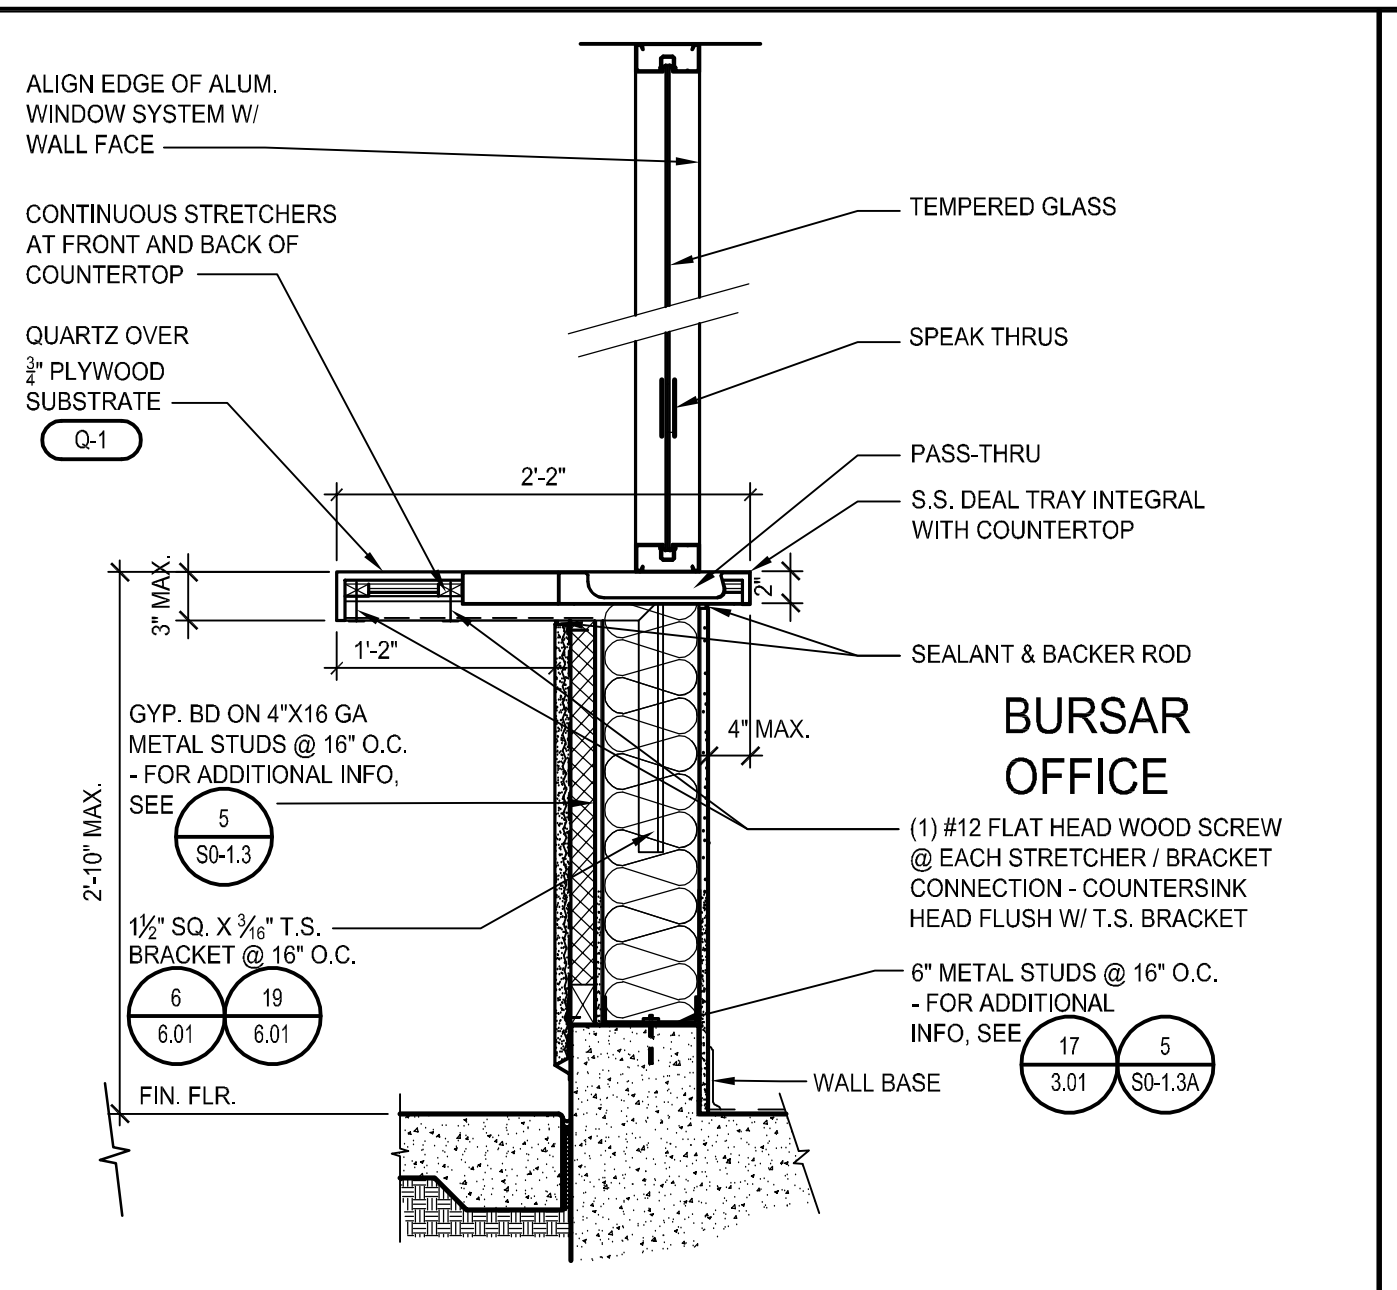 ALIGN EDGE OF ALUM.
WINDOW SYSTEM W/
WALL FACE
CONTINUOUS STRETCHERS
AT FRONT AND BACK OF
COUNTERTOP
QUARTZ OVER
3/4" PLYWOOD
SUBSTRATE
Q-1
TEMPERED GLASS
SPEAK THRUS
PASS-THRU
S.S. DEAL TRAY INTEGRAL
WITH COUNTERTOP
2'-2"
3" MAX.
2"
1'-2"
SEALANT & BACKER ROD
BURSAR
OFFICE
4" MAX.
2'-10" MAX.
GYP. BD ON 4"X16 GA
METAL STUDS @ 16" O.C.
- FOR ADDITIONAL INFO,
SEE
5
S0-1.3
(1) #12 FLAT HEAD WOOD SCREW
@ EACH STRETCHER / BRACKET
CONNECTION - COUNTERSINK
HEAD FLUSH W/ T.S. BRACKET
1 1/2" SQ. X 3/16" T.S.
BRACKET @ 16" O.C.
6
6.01
19
6.01
6" METAL STUDS @ 16" O.C.
- FOR ADDITIONAL
INFO, SEE
17
3.01
5
S0-1.3A
WALL BASE
FIN. FLR.